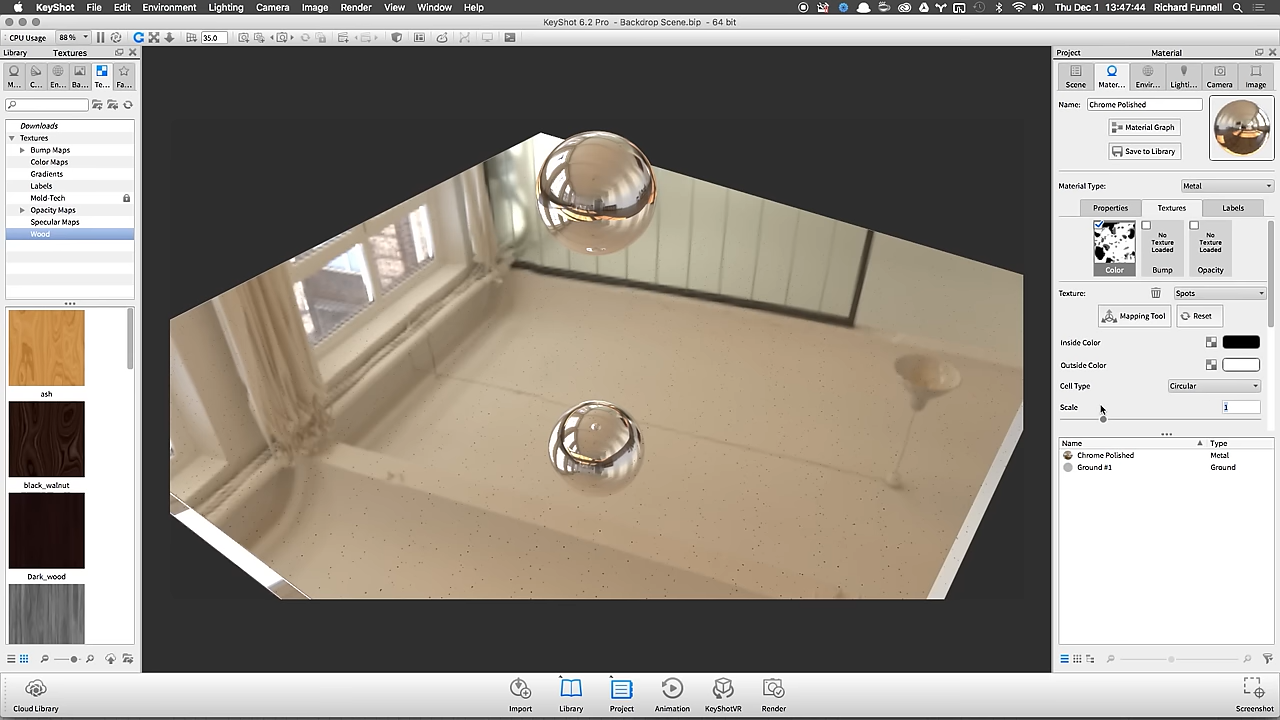 KeyShot File Edit Environment Lighting Camera Image Render View Window Help Thu Dec 1 13:47:44 Richard Funnell
KeyShot 6.2 Pro - Backdrop Scene.bip - 64 bit
CPU Usage 88 % 35.0
Library Textures
Project Material
M... C... En... Ba... Te... Fa...
Scene Mater... Envir... Lighti... Camera Image
Name: Chrome Polished
Material Graph
Save to Library
Downloads
Textures
Bump Maps
Color Maps
Gradients
Labels
Mold-Tech
Opacity Maps
Specular Maps
Wood
Material Type: Metal
Properties Textures Labels
No Texture Loaded
No Texture Loaded
Color Bump Opacity
Texture: Spots
Mapping Tool Reset
Inside Color
Outside Color
Cell Type Circular
Scale 1
ash
black_walnut
Dark_wood
Name Type
Chrome Polished Metal
Ground #1 Ground
Cloud Library Import Library Project Animation KeyShotVR Render Screenshot